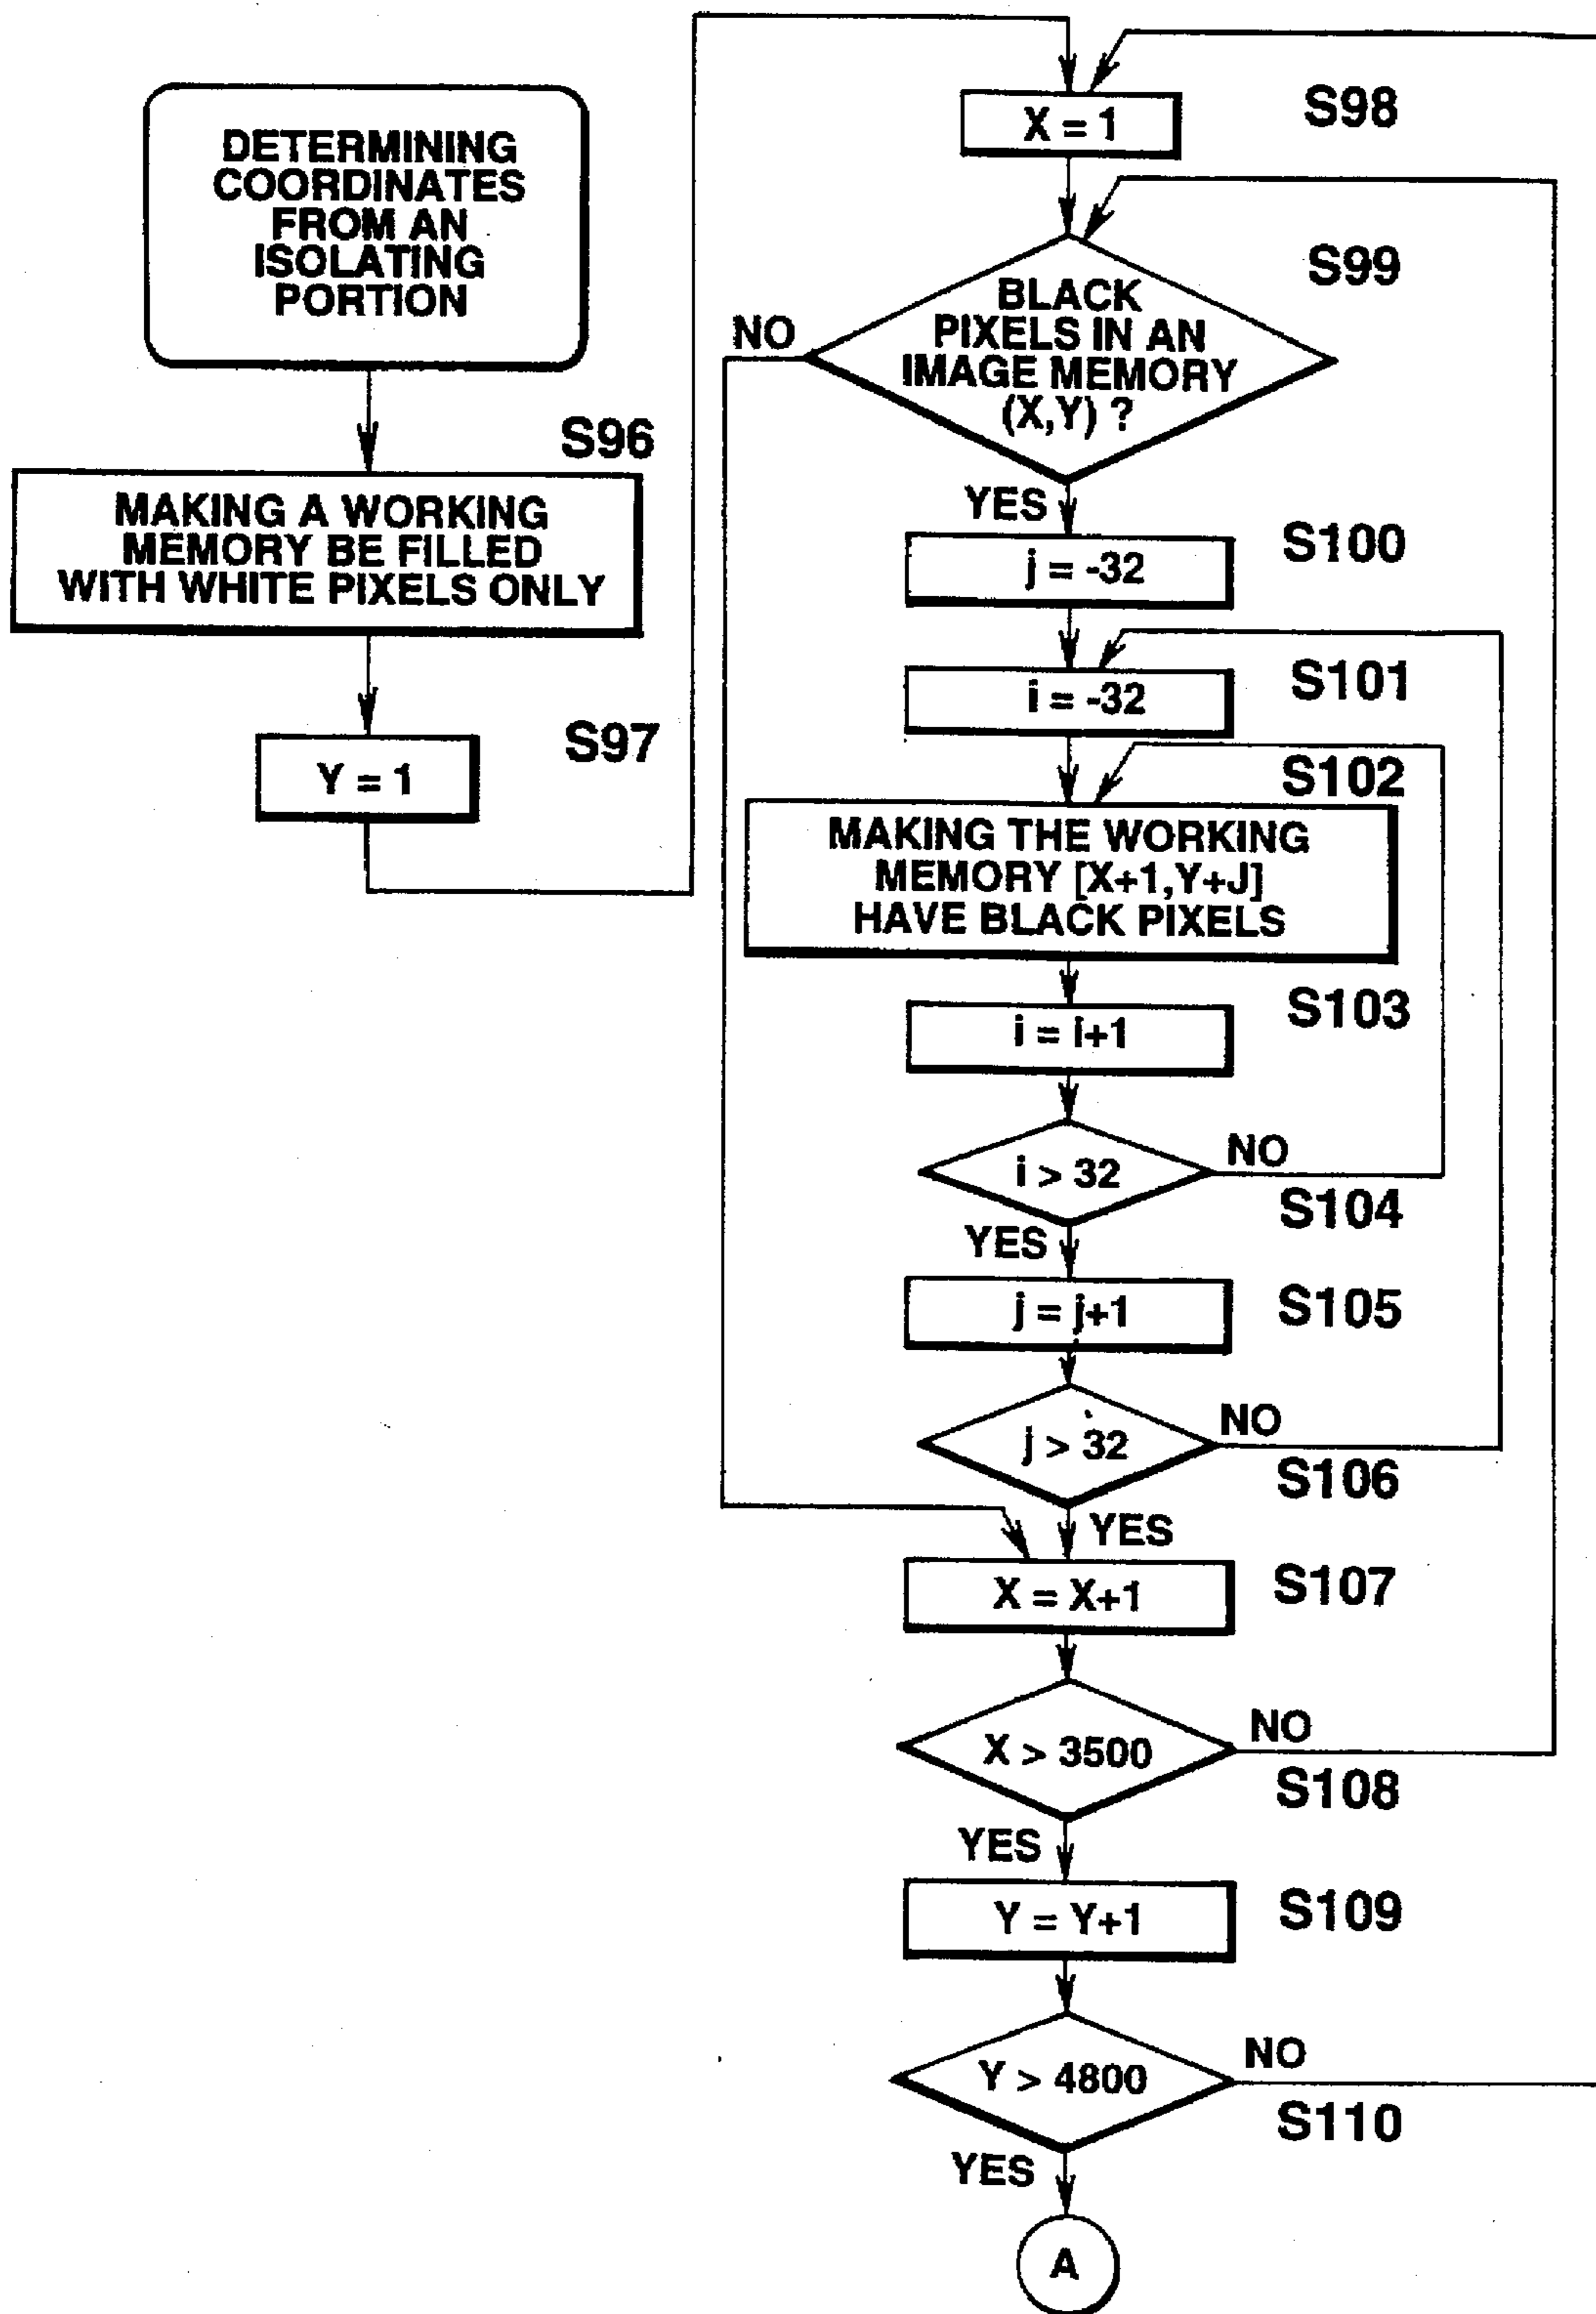 DETERMINING
COORDINATES
FROM AN
ISOLATING
PORTION
S96
MAKING A WORKING
MEMORY BE FILLED
WITH WHITE PIXELS ONLY
S97
Y = 1
S98
X = 1
S99
BLACK
PIXELS IN AN
IMAGE MEMORY
(X,Y) ?
NO
YES
S100
j = -32
S101
i = -32
S102
MAKING THE WORKING
MEMORY [X+1,Y+J]
HAVE BLACK PIXELS
S103
i = i+1
i > 32
NO
S104
YES
j = j+1
S105
j > 32
NO
S106
YES
X = X+1
S107
X > 3500
NO
S108
YES
Y = Y+1
S109
Y > 4800
NO
S110
YES
A